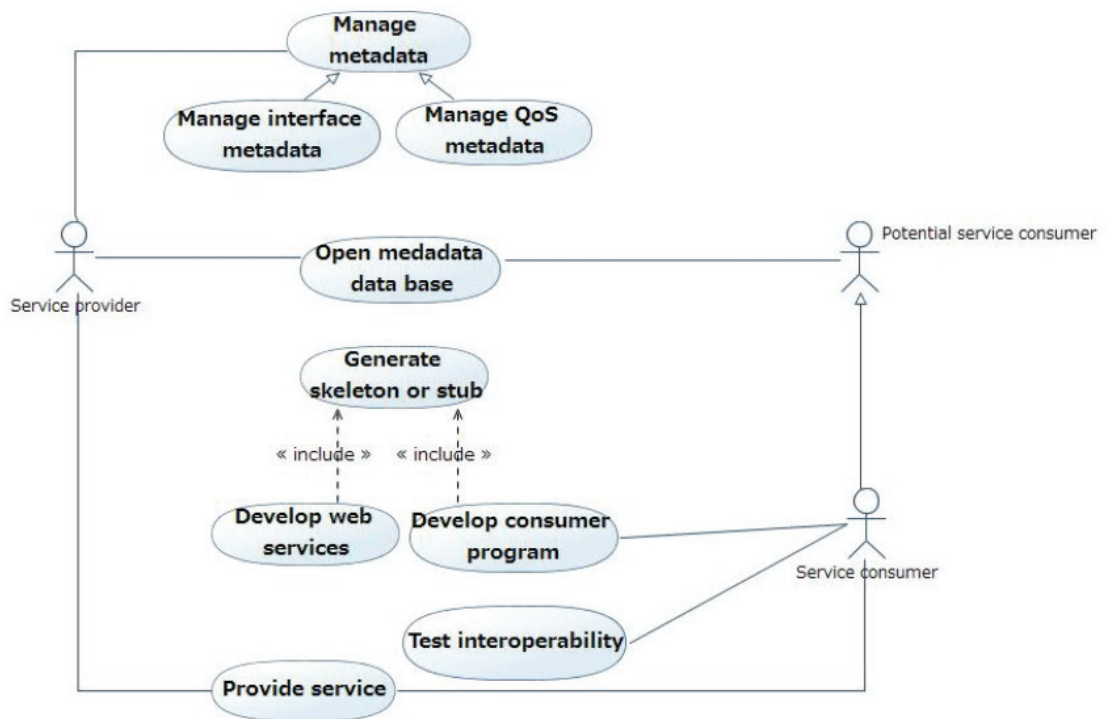 Manage
metadata
Manage interface
metadata
Manage QoS
metadata
Open medadata
data base
Potential service consumer
Service provider
Generate
skeleton or stub
« include »
« include »
Develop web
services
Develop consumer
program
Service consumer
Test interoperability
Provide service